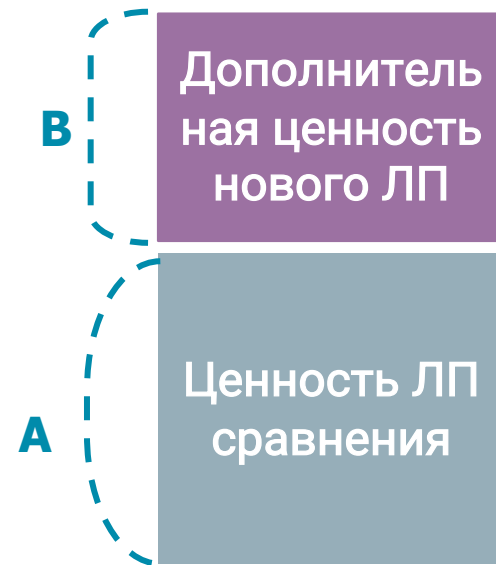 B
Дополнитель
ная ценность
нового ЛП
A
Ценность ЛП
сравнения